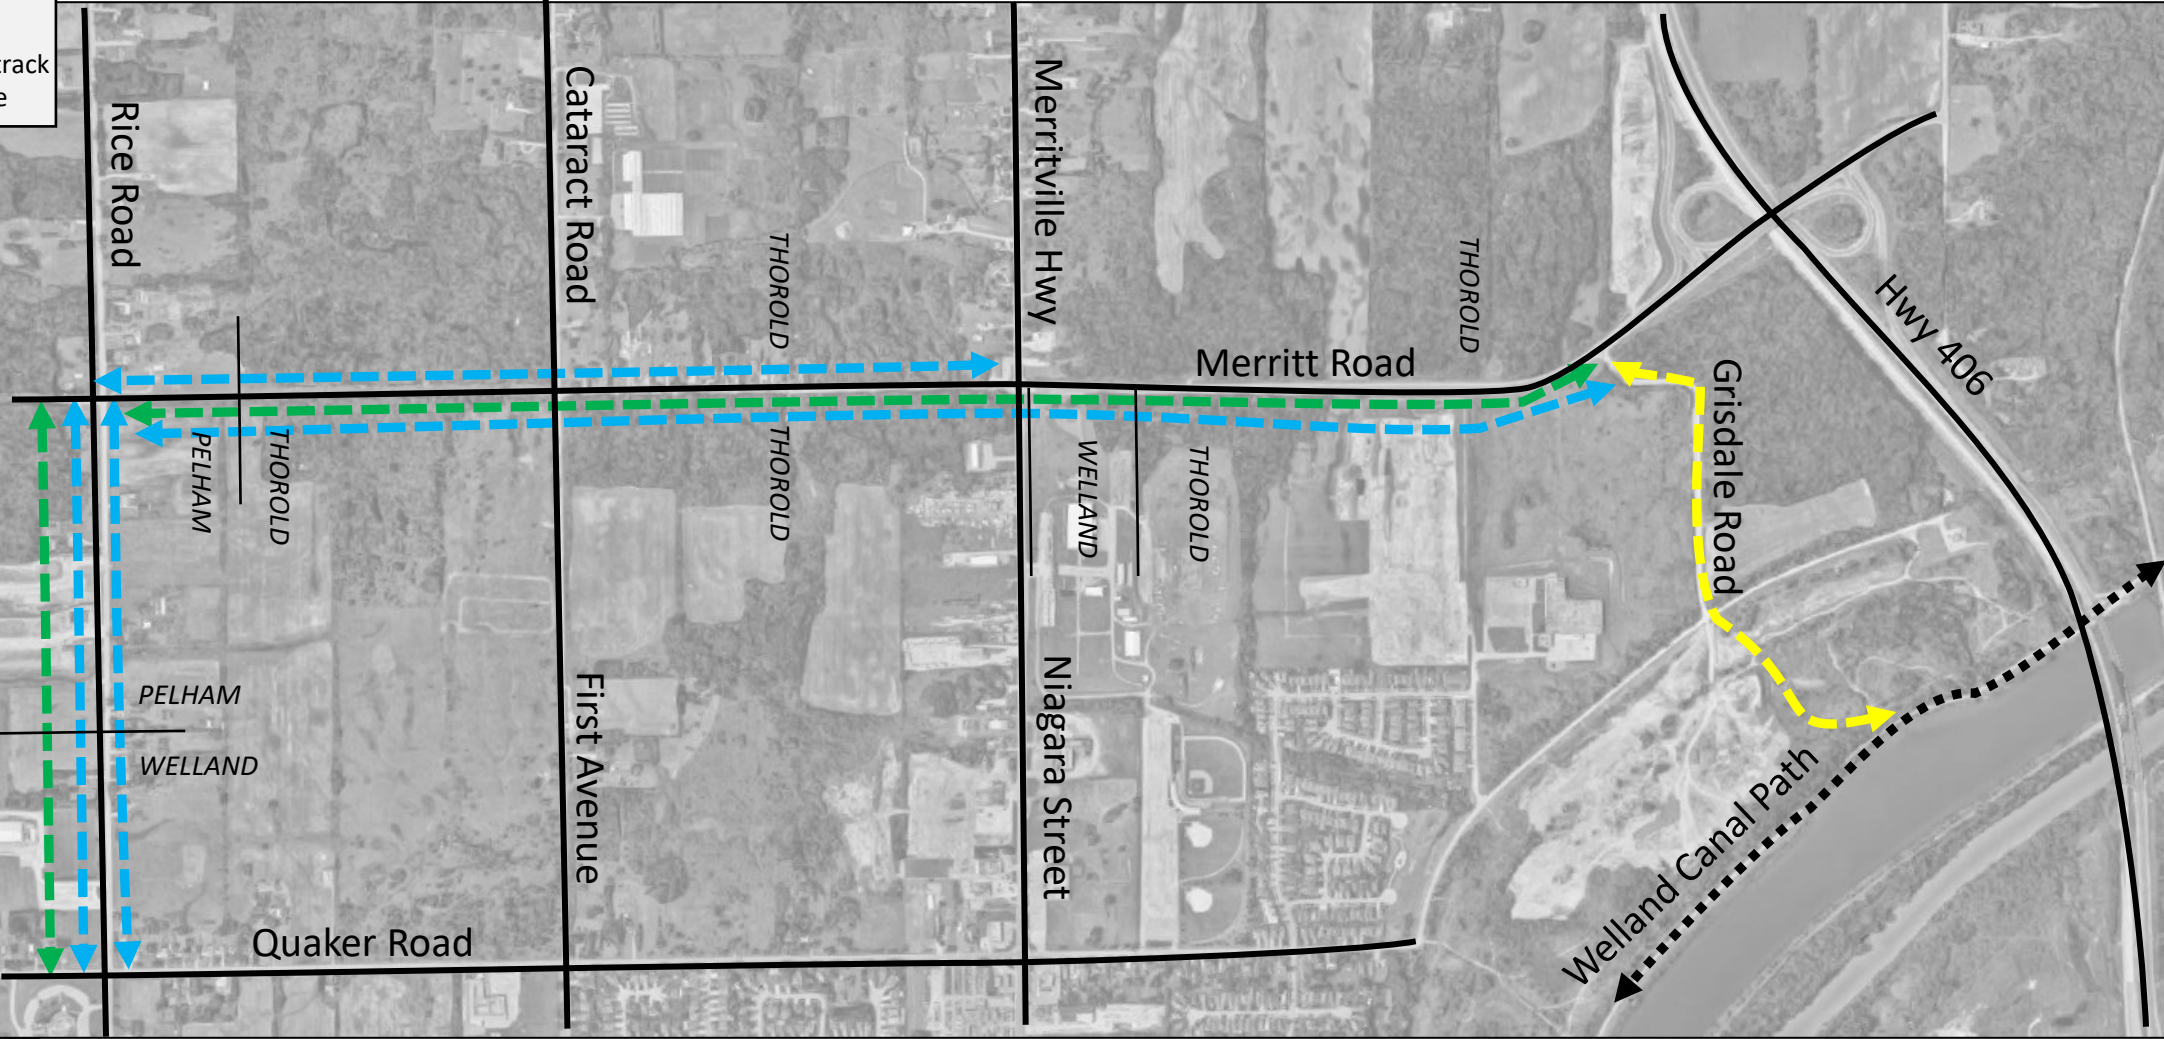 track
e
Rice Road
Cataract Road
THOROLD
Merritville Hwy
THOROLD
Hwy 406
Merritt Road
Grisdale Road
PELHAM
THOROLD
THOROLD
WELLAND
THOROLD
PELHAM
WELLAND
First Avenue
Niagara Street
Welland Canal Path
Quaker Road